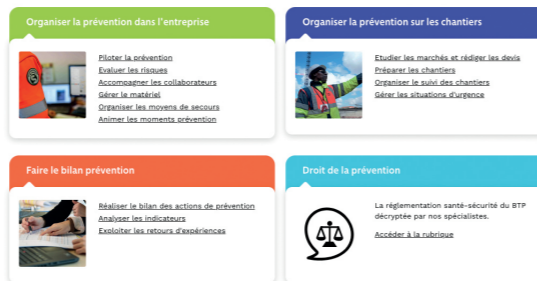 Organiser la prévention dans l'entreprise
Piloter la prévention
Evaluer les risques
Accompagner les collaborateurs
Gérer le matériel
Organiser les moyens de secours
Animer les moments prévention
Organiser la prévention sur les chantiers
Etudier les marchés et rédiger les devis
Préparer les chantiers
Organiser le suivi des chantiers
Gérer les situations d'urgence
Faire le bilan prévention
Réaliser le bilan des actions de prévention
Analyser les indicateurs
Exploiter les retours d'expériences
Droit de la prévention
La réglementation santé-sécurité du BTP
décryptée par nos spécialistes.
Accéder à la rubrique